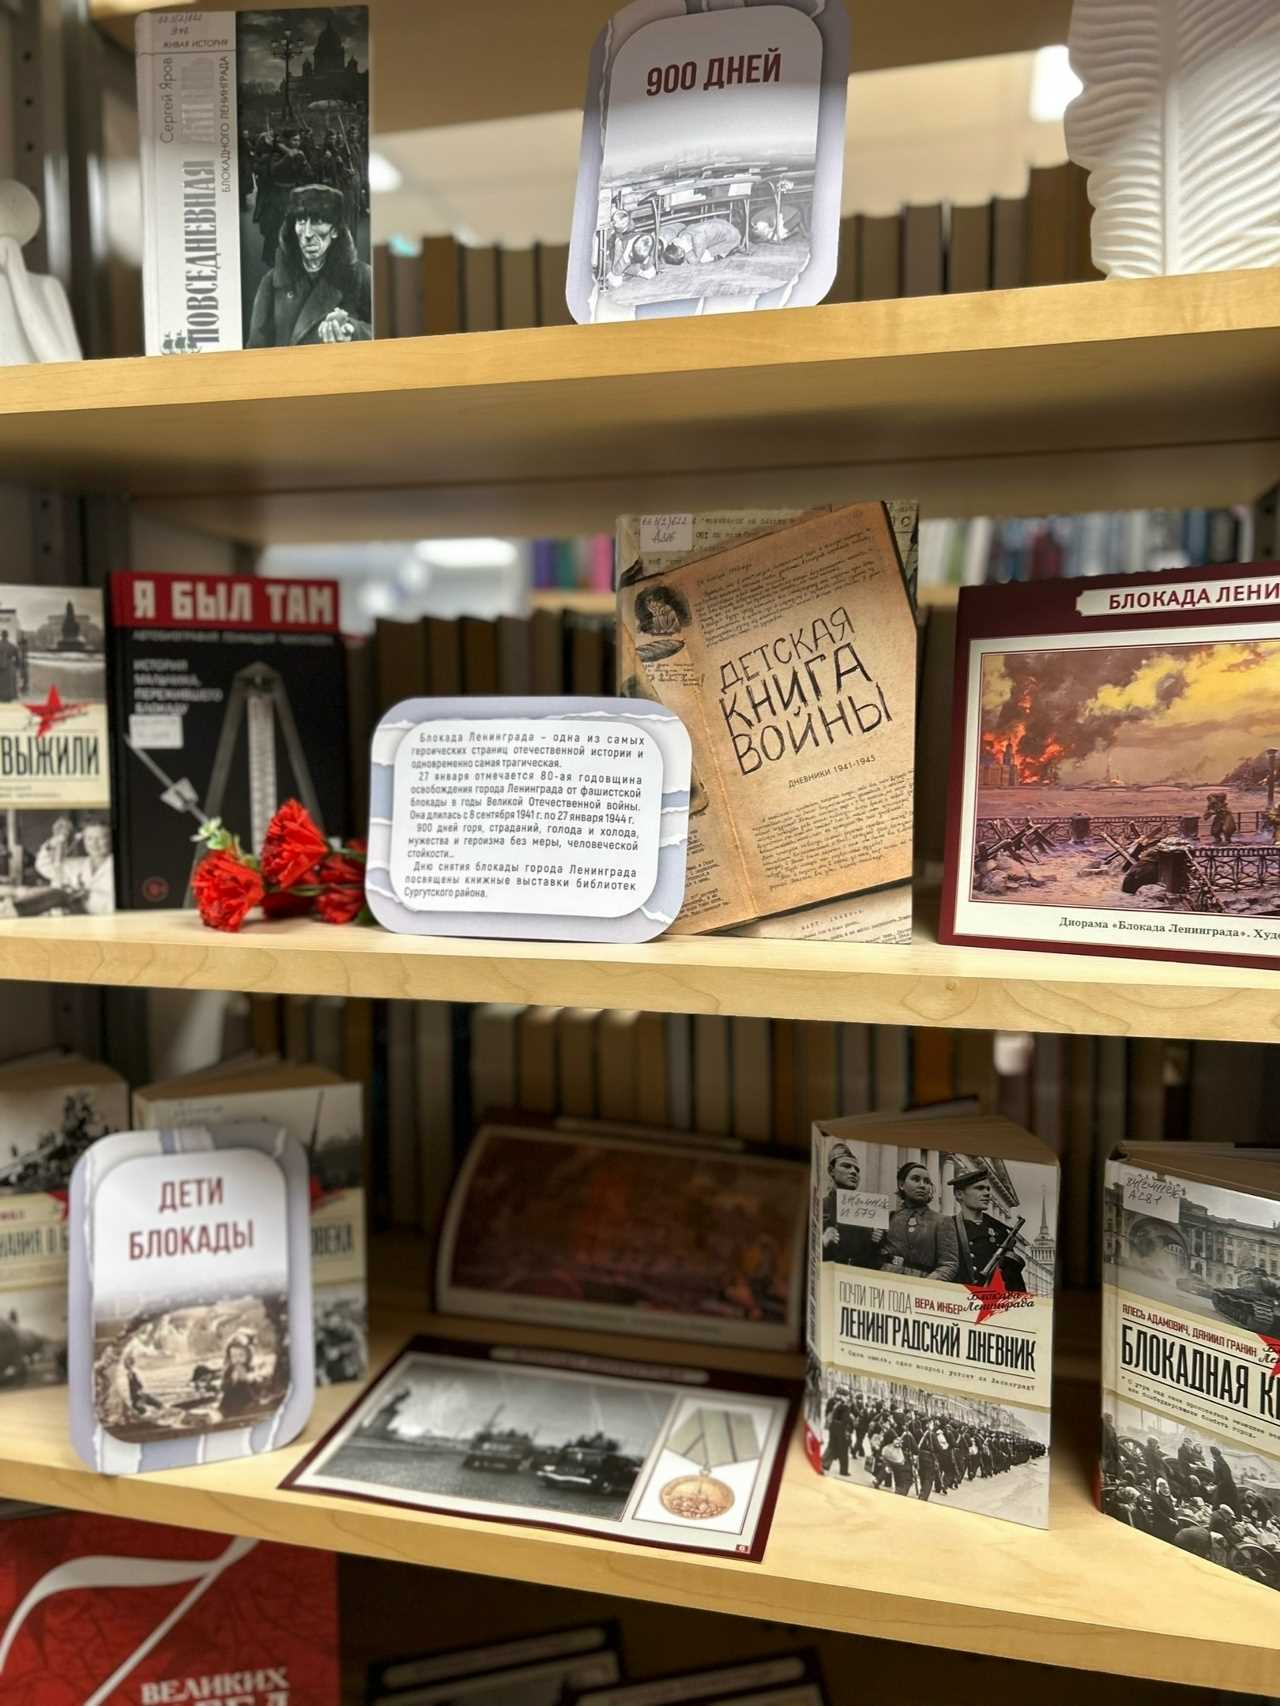 ЖИВАЯ ИСТОРИЯ
Сергей Яров
ПОВСЕДНЕВНАЯ
ЖИЗНЬ
БЛОКАДНОГО ЛЕНИНГРАДА
900 ДНЕЙ
ВЫЖИЛИ
Я БЫЛ ТАМ
ИСТОРИЯ
МАЛЬЧИКА,
ПЕРЕЖИВШЕГО
БЛОКАДУ
Блокада Ленинграда – одна из самых
героических страниц отечественной истории и
одновременно самая трагическая.
27 января отмечается 80-ая годовщина
освобождения города Ленинграда от фашистской
блокады в годы Великой Отечественной войны.
Она длилась с 8 сентября 1941 г. по 27 января 1944 г.
900 дней горя, страданий, голода и холода,
мужества и героизма без меры, человеческой
стойкости...
Дню снятия блокады города Ленинграда
посвящены книжные выставки библиотек
Сургутского района.
ДЕТСКАЯ
КНИГА
ВОЙНЫ
ДНЕВНИКИ 1941-1945
БЛОКАДА ЛЕНИ
Диорама «Блокада Ленинграда». Худо
ДЕТИ
БЛОКАДЫ
ПОЧТИ ТРИ ГОДА ВЕРА ИНБЕР
Блокада
Ленинграда
ЛЕНИНГРАДСКИЙ ДНЕВНИК
АЛЕСЬ АДАМОВИЧ, ДАНИИЛ ГРАНИН
БЛОКАДНАЯ К
6
ВЕЛИКИХ